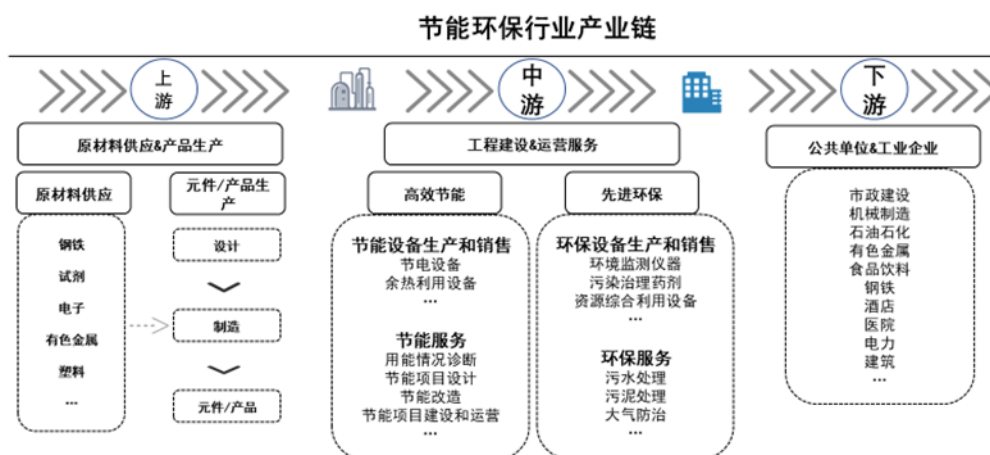 节能环保行业产业链
上
游
中
游
下
游
原材料供应&产品生产
工程建设&运营服务
公共单位&工业企业
原材料供应
元件/产品生
产
高效节能
先进环保
钢铁
试剂
电子
有色金属
塑料
...
设计
制造
元件/产品
节能设备生产和销售
节电设备
余热利用设备
...
节能服务
用能情况诊断
节能项目设计
节能改造
节能项目建设和运营
...
环保设备生产和销售
环境监测仪器
污染治理药剂
资源综合利用设备
...
环保服务
污水处理
污泥处理
大气防治
...
市政建设
机械制造
石油石化
有色金属
食品饮料
钢铁
酒店
医院
电力
建筑
...